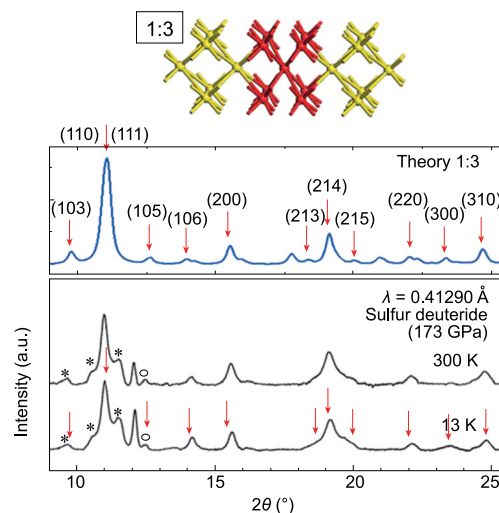 1:3
(110) (111)
Theory 1:3
(103)
(105)
(106)
(200)
(213)
(214)
(215)
(220)
(300)
(310)
λ = 0.41290 Å
Sulfur deuteride
(173 GPa)
300 K
* * * o
13 K
* * * o
Intensity (a.u.)
10 15 20 25
2θ (°)